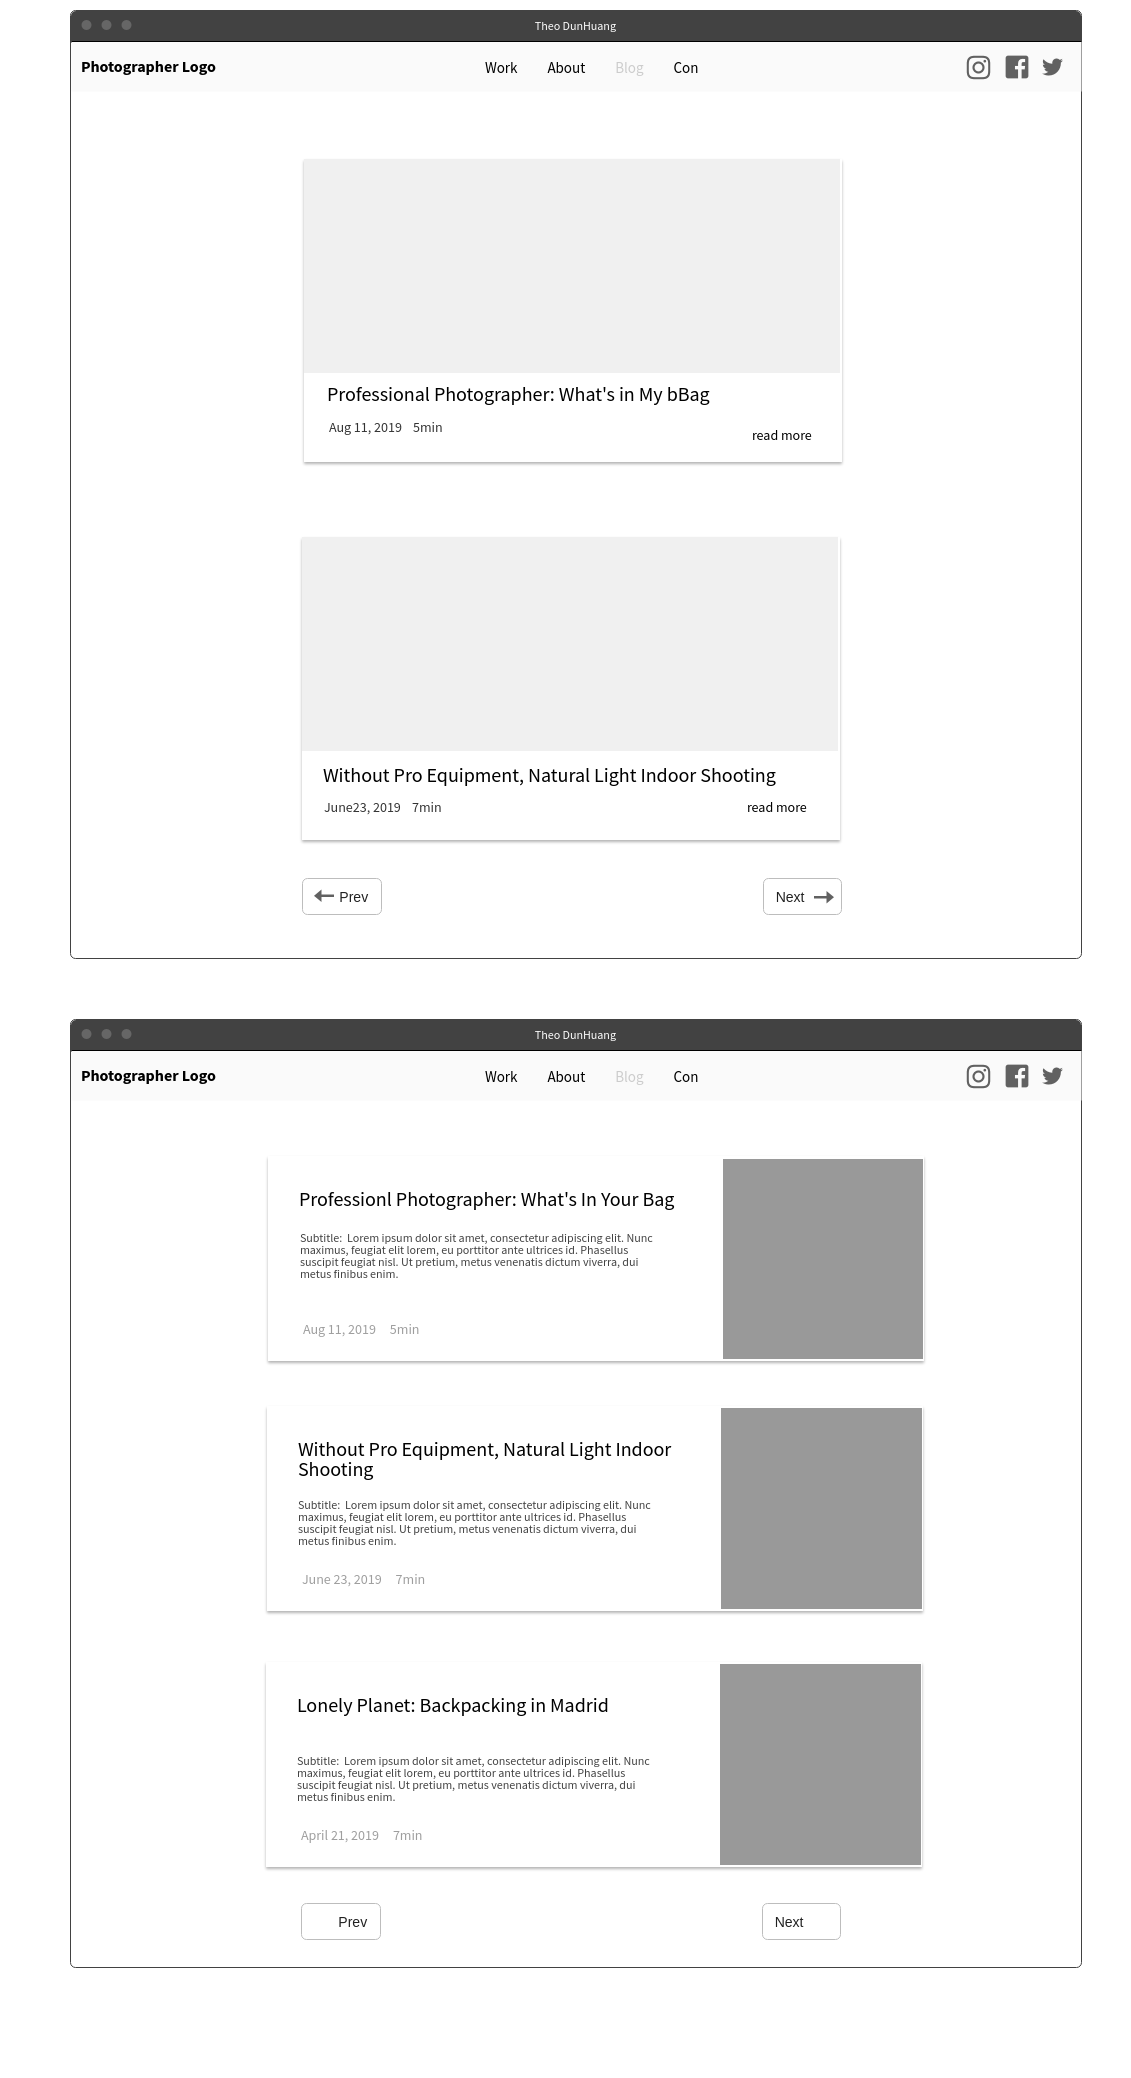 Theo DunHuang
Photographer Logo Work About Blog Con
Professional Photographer: What's in My bBag
Aug 11, 2019 5min
read more
Without Pro Equipment, Natural Light Indoor Shooting
June23, 2019 7min read more
Prev Next
Theo DunHuang
Photographer Logo Work About Blog Con
Professionl Photographer: What's In Your Bag
Subtitle: Lorem ipsum dolor sit amet, consectetur adipiscing elit. Nunc
maximus, feugiat elit lorem, eu porttitor ante ultrices id. Phasellus
suscipit feugiat nisl. Ut pretium, metus venenatis dictum viverra, dui
metus finibus enim.
Aug 11, 2019 5min
Without Pro Equipment, Natural Light Indoor
Shooting
Subtitle: Lorem ipsum dolor sit amet, consectetur adipiscing elit. Nunc
maximus, feugiat elit lorem, eu porttitor ante ultrices id. Phasellus
suscipit feugiat nisl. Ut pretium, metus venenatis dictum viverra, dui
metus finibus enim.
June 23, 2019 7min
Lonely Planet: Backpacking in Madrid
Subtitle: Lorem ipsum dolor sit amet, consectetur adipiscing elit. Nunc
maximus, feugiat elit lorem, eu porttitor ante ultrices id. Phasellus
suscipit feugiat nisl. Ut pretium, metus venenatis dictum viverra, dui
metus finibus enim.
April 21, 2019 7min
Prev Next